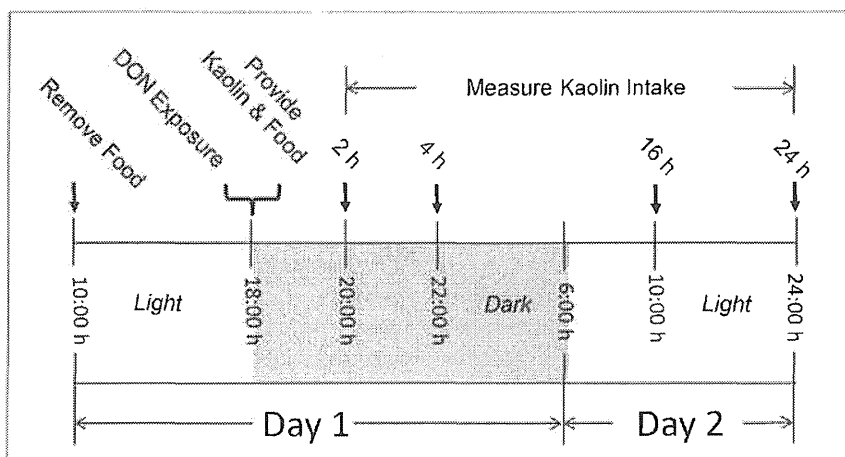 Remove Food
DON Exposure
Provide
Kaolin & Food
Measure Kaolin Intake
2 h
4 h
16 h
24 h
10:00 h
Light
18:00 h
20:00 h
22:00 h
Dark
6:00 h
10:00 h
Light
24:00 h
Day 1
Day 2